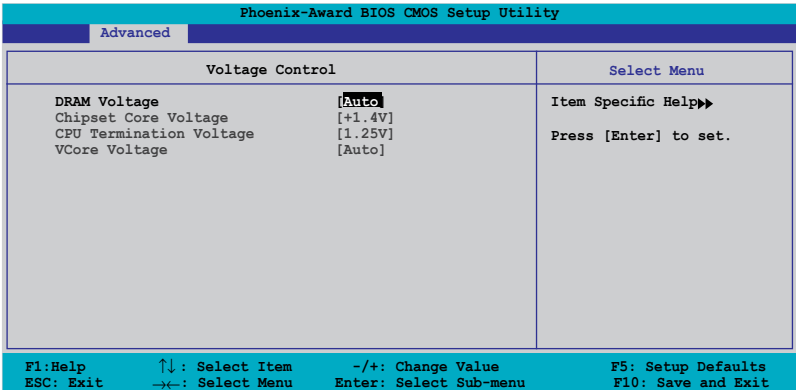 Phoenix-Award BIOS CMOS Setup Utility
Advanced
Voltage Control
Select Menu
DRAM Voltage [Auto]
Chipset Core Voltage [+1.4V]
CPU Termination Voltage [1.25V]
VCore Voltage [Auto]
Item Specific Help▶▶
Press [Enter] to set.
F1:Help ↑↓ : Select Item -/+: Change Value F5: Setup Defaults
ESC: Exit →←: Select Menu Enter: Select Sub-menu F10: Save and Exit